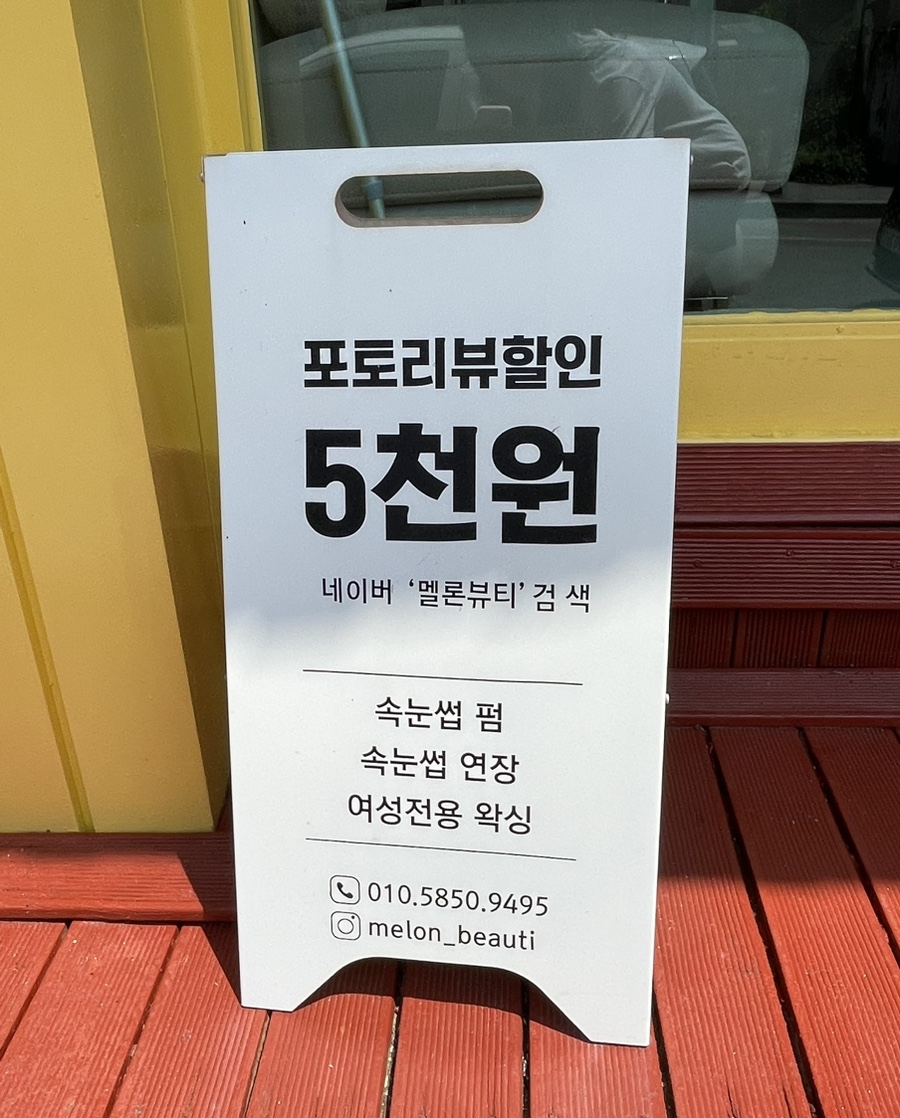 포토리뷰할인
5천원
네이버 ‘멜론뷰티’ 검 색
속눈썹 펌
속눈썹 연장
여성전용 왁싱
010.5850.9495
melon_beauti